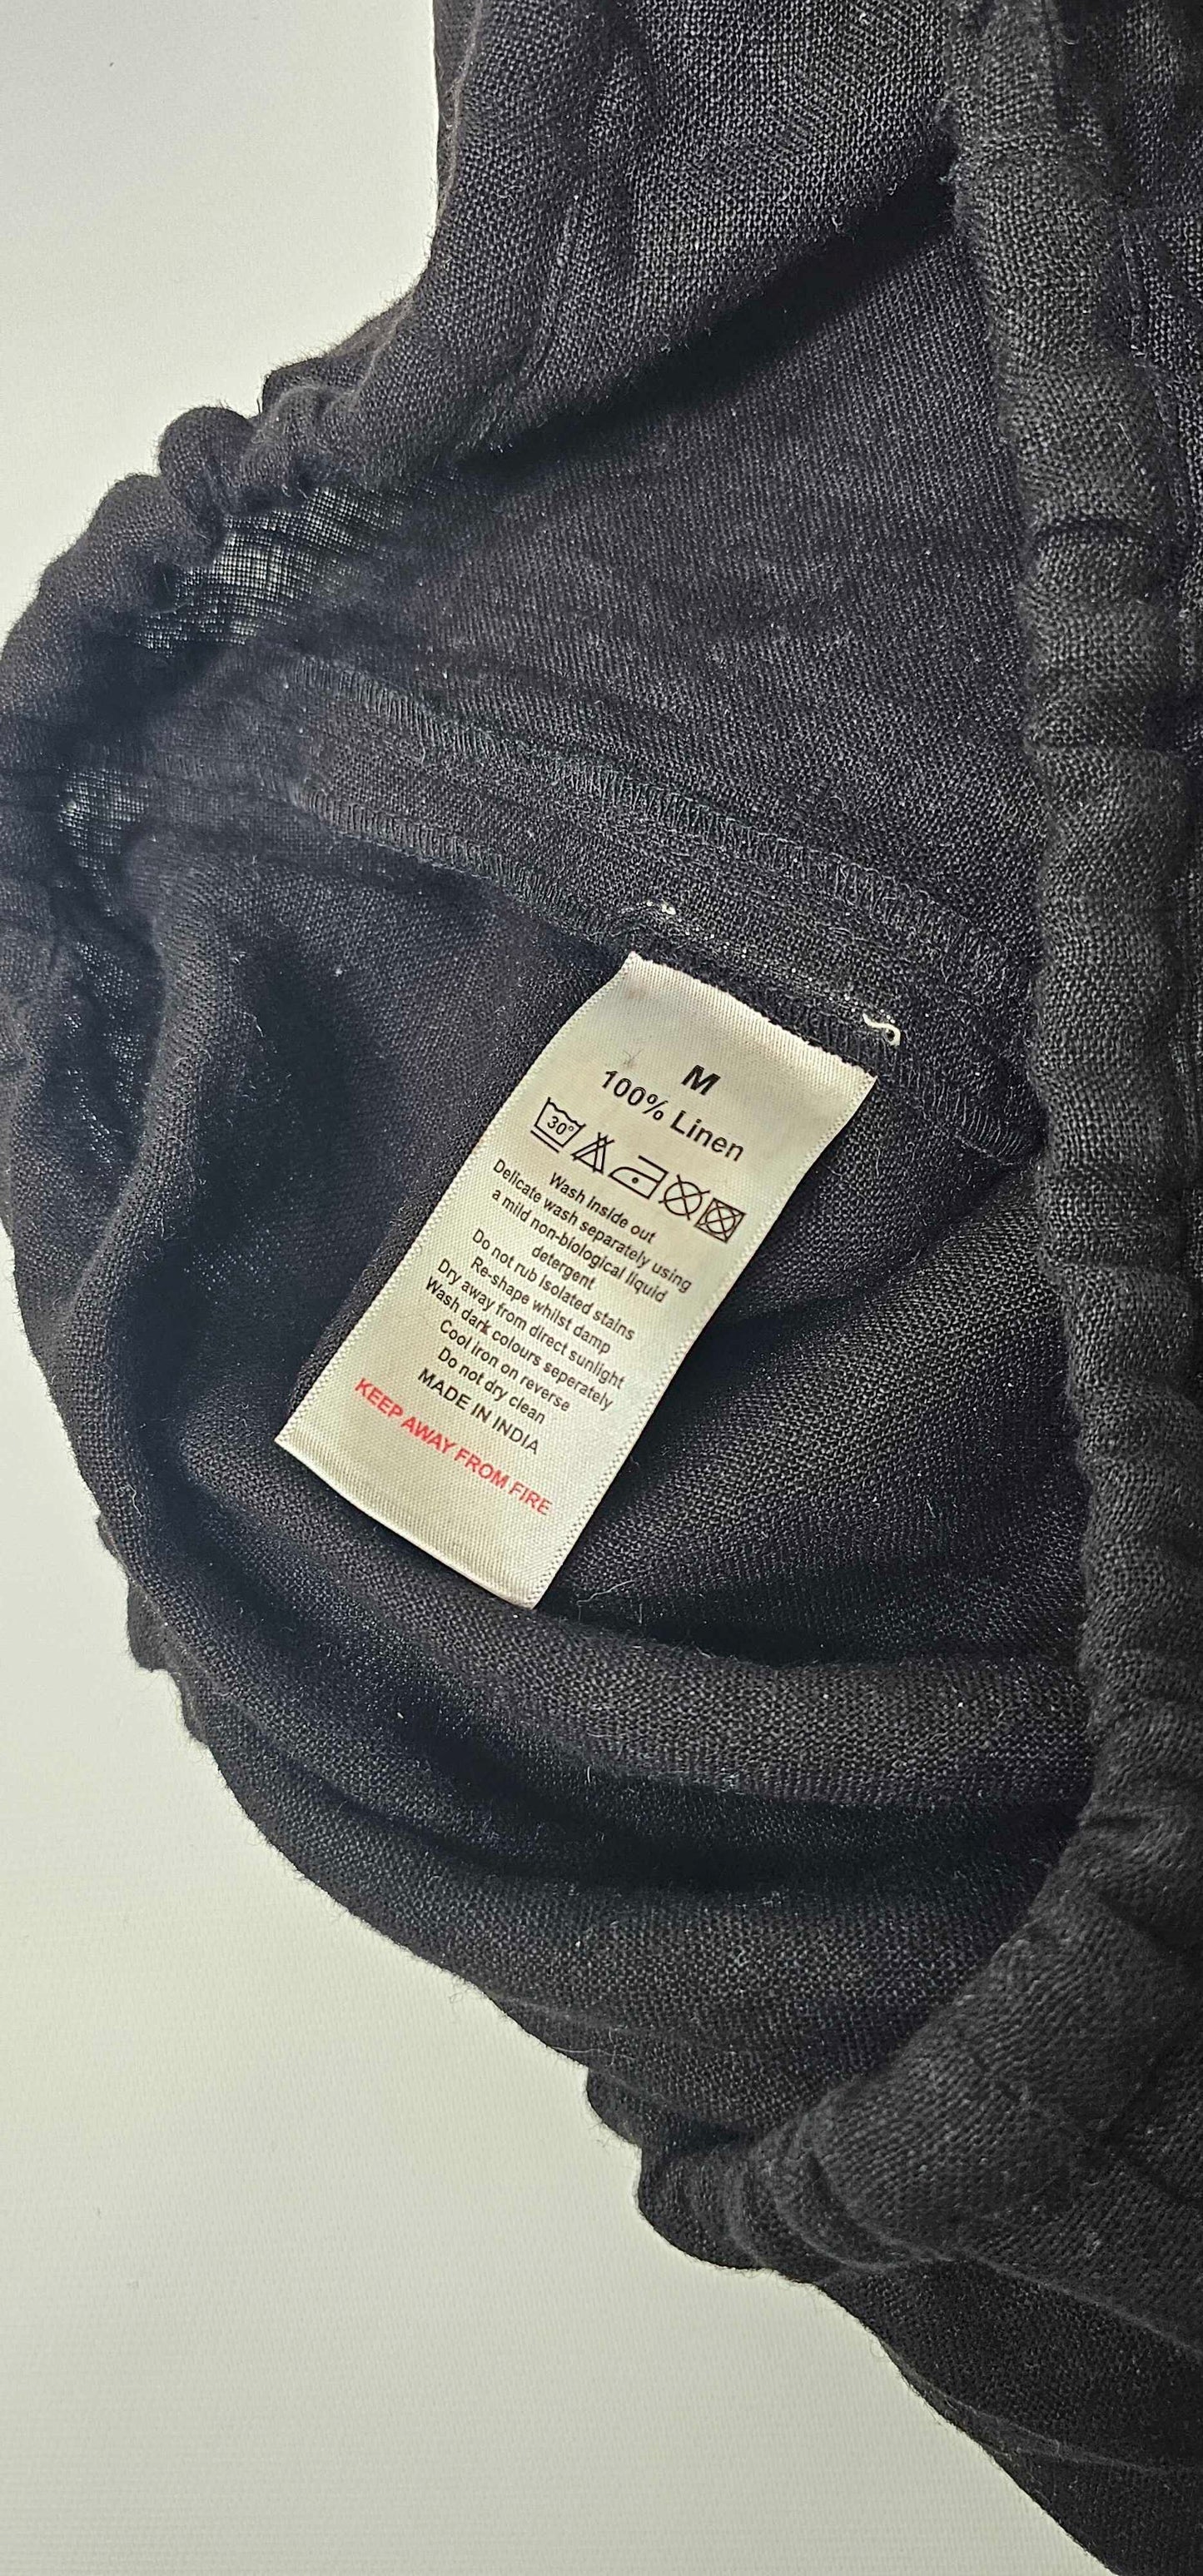 M
100% Linen
30°
Wash Inside out
Delicate wash separately using
a mild non-biological liquid
detergent
Do not rub Isolated stains
Re-shape whilst damp
Dry away from direct sunlight
Wash dark colours seperately
Cool iron on reverse
Do not dry clean
MADE IN INDIA
KEEP AWAY FROM FIRE